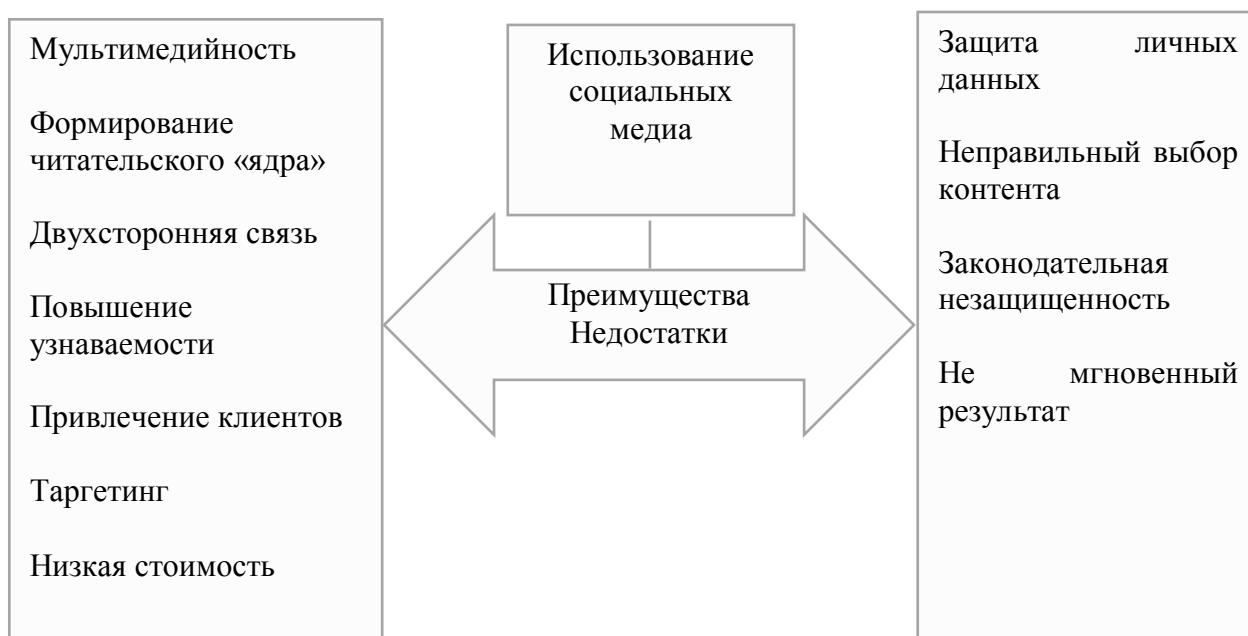 Мультимедийность
Формирование
читательского «ядра»
Двухсторонняя связь
Повышение
узнаваемости
Привлечение клиентов
Таргетинг
Низкая стоимость
Использование
социальных
медиа
Преимущества
Недостатки
Защита личных
данных
Неправильный выбор
контента
Законодательная
незащищенность
Не мгновенный
результат